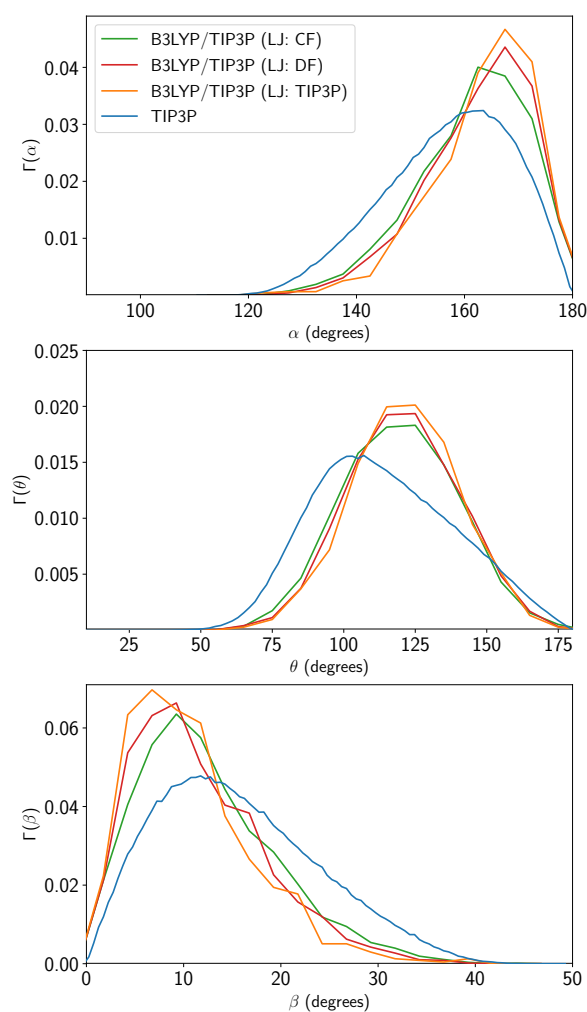 B3LYP/TIP3P (LJ: CF)
B3LYP/TIP3P (LJ: DF)
B3LYP/TIP3P (LJ: TIP3P)
TIP3P
0.04
0.03
0.02
0.01
Γ(α)
100 120 140 160 180
α (degrees)
0.025
0.020
0.015
0.010
0.005
Γ(θ)
25 50 75 100 125 150 175
θ (degrees)
0.06
0.04
0.02
0.00
Γ(β)
0 10 20 30 40 50
β (degrees)